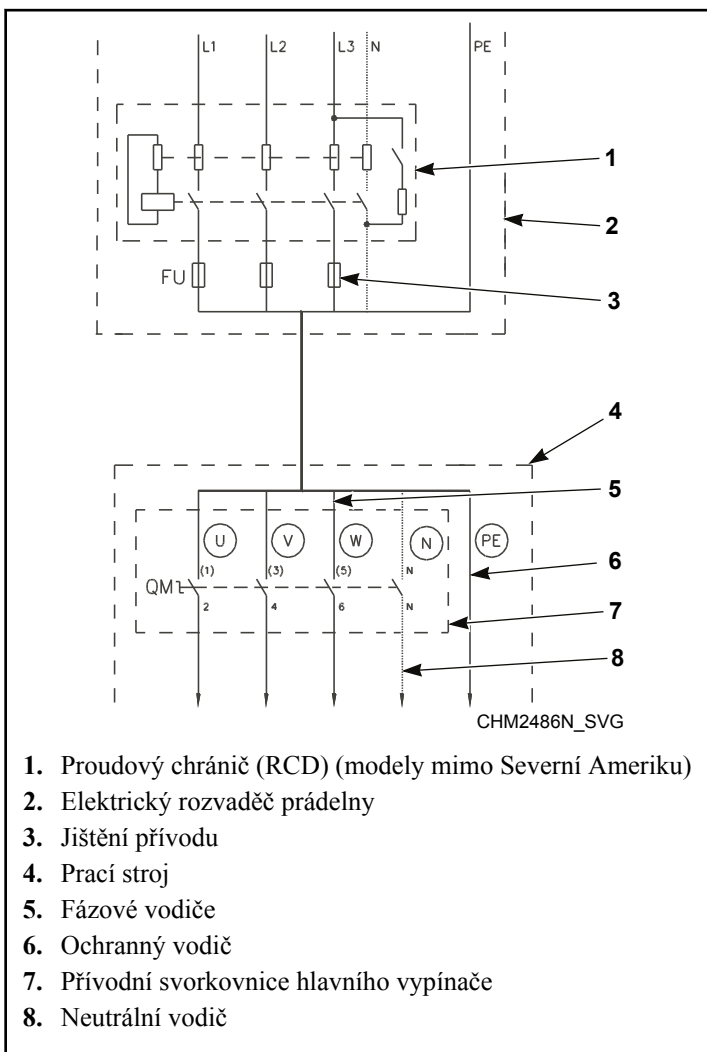 L1 L2 L3 N PE
1
2
FU
3
4
5
U V W N PE
(1) (3) (5) N
QM
6
2 4 6 N
7
8
CHM2486N_SVG
1. Proudový chránič (RCD) (modely mimo Severní Ameriku)
2. Elektrický rozvaděč prádelny
3. Jištění přívodu
4. Prací stroj
5. Fázové vodiče
6. Ochranný vodič
7. Přívodní svorkovnice hlavního vypínače
8. Neutrální vodič